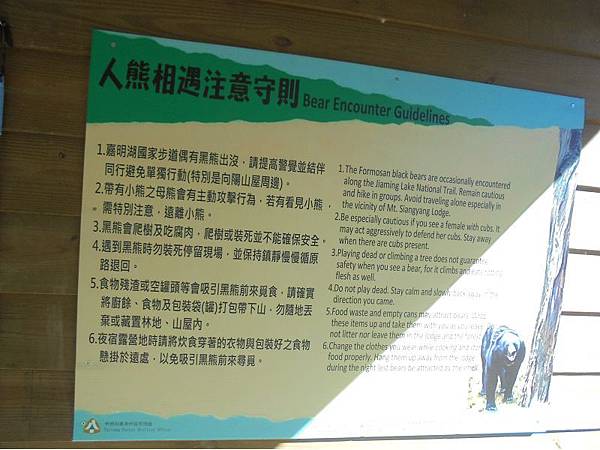 人熊相遇注意守則 Bear Encounter Guidelines
1.嘉明湖國家步道偶有黑熊出沒，請提高警覺並結伴
同行避免單獨行動(特別是向陽山屋周邊)。
2.帶有小熊之母熊會有主動攻擊行為，若有看見小熊，
需特別注意，遠離小熊。
3.黑熊會爬樹及吃腐肉，爬樹或裝死並不能確保安全。
4.遇到黑熊時勿裝死停留現場，並保持鎮靜慢慢循原
路退回。
5.食物殘渣或空罐頭等會吸引黑熊前來覓食，請確實
將廚餘、食物及包裝袋(罐)打包帶下山，勿隨地丟
棄或藏置林地、山屋內。
6.夜宿露營地時請將炊食穿著的衣物與包裝好之食物
懸掛於遠處，以免吸引黑熊前來尋覓。
1.The Formosan black bears are occasionally encountered
along the Jiaming Lake National Trail. Remain cautious
and hike in groups. Avoid traveling alone especially in
the vicinity of Mt. Siangyang Lodge.
2.Be especially cautious if you see a female with cubs. It
may act aggressively to defend her cubs. Stay away
when there are cubs present.
3.Playing dead or climbing a tree does not guarantee
safety when you see a bear, for it climbs and eats
flesh as well.
4.Do not play dead. Stay calm and slowly back away in the
direction you came.
5.Food waste and empty cans may attract bears.
these items up and take them with you as you
not litter nor leave them in the lodge and the forest
6.Change the clothes you wear while cooking and
food properly. Hang them up away from the lodge
during the night lest bears be attracted as the smell.